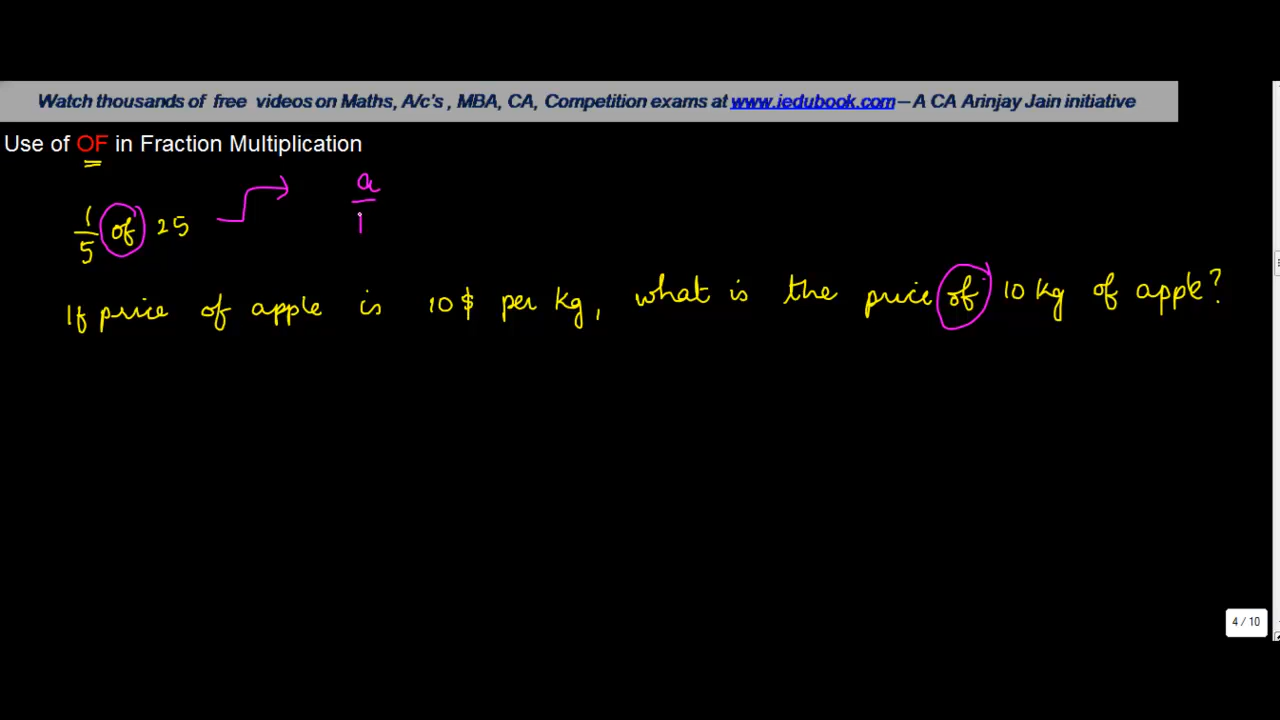 Watch thousands of free videos on Maths, A/c's , MBA, CA, Competition exams at www.iedubook.com – A CA Arinjay Jain initiative
Use of OF in Fraction Multiplication
1/5 of 25
a
If price of apple is 10$ per kg, what is the price of 10 kg of apple?
4 / 10